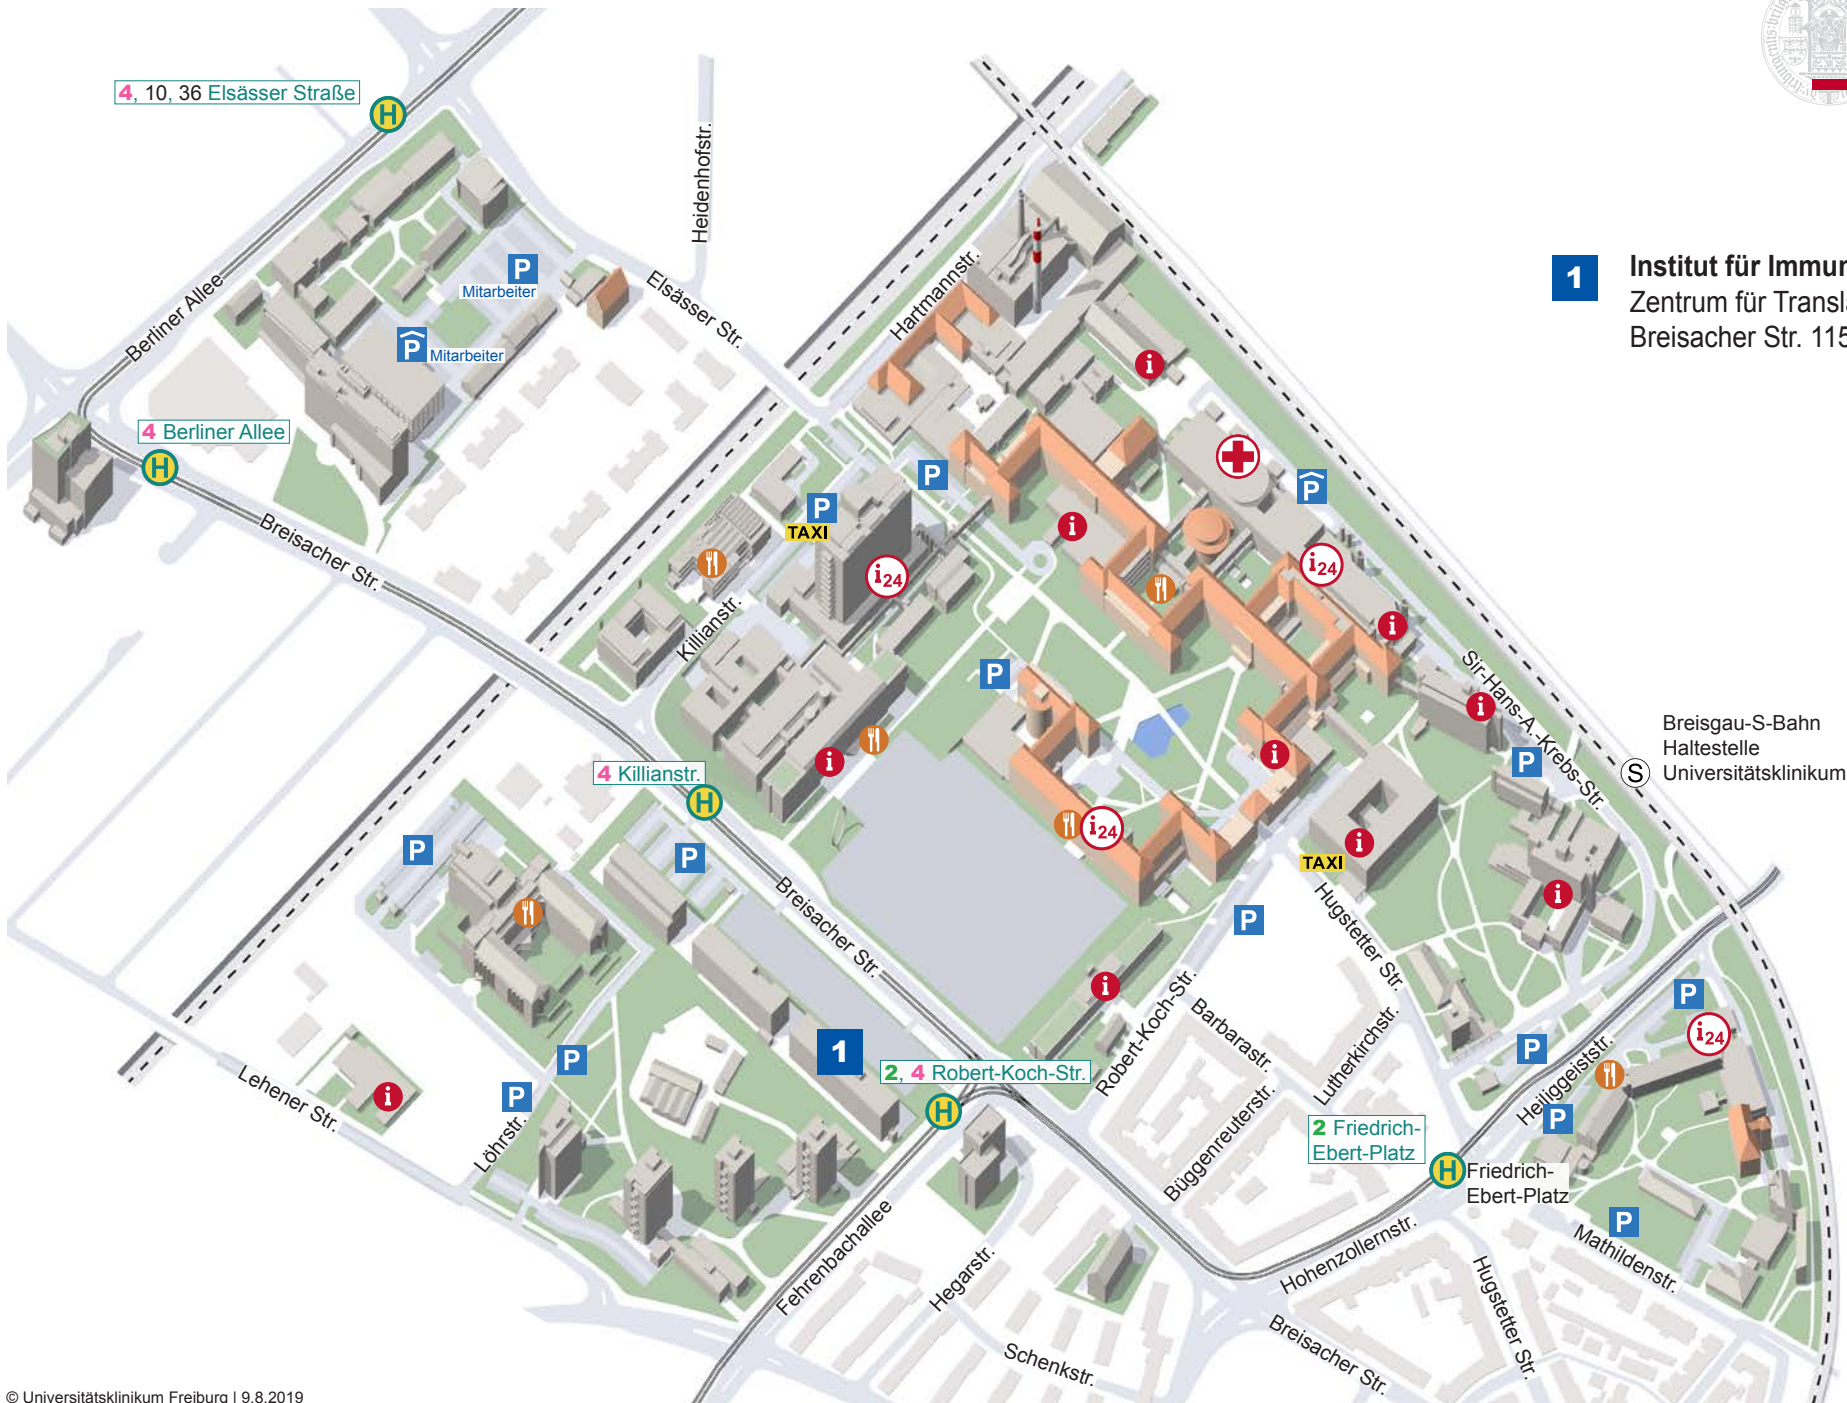 4, 10, 36 Elsässer Straße
H
Heidenhofstr.
Berliner Allee
P
Mitarbeiter
P Mitarbeiter
Elsässer Str.
Hartmannstr.
1
Institut für
Zentrum für
Breisacher Str. 115
i
4 Berliner Allee
H
P
P
P
TAXI
i
i24
i24
Breisacher Str.
Killianstr.
i
P
Sir-Hans-A.-Krebs-Str.
i
Breisgau-S-Bahn
Haltestelle
Universitätsklinikum
S
i
i
P
4 Killianstr.
H
P
P
i24
i
TAXI
Breisacher Str.
Hugstetter Str.
i
P
i
Robert-Koch-Str.
Barbarastr.
Lutherkirchstr.
P
i24
1
2, 4 Robert-Koch-Str.
H
P
Heiliggeiststr.
P
P
i
Lehener Str.
Löhrstr.
P
Büggenreuterstr.
2 Friedrich-
Ebert-Platz
H
Friedrich-
Ebert-Platz
P
Mathildenstr.
Fehrenbachallee
Hegarstr.
Hohenzollernstr.
Hugstetter Str.
Schenkstr.
Breisacher Str.
© Universitätsklinikum Freiburg | 9.8.2019